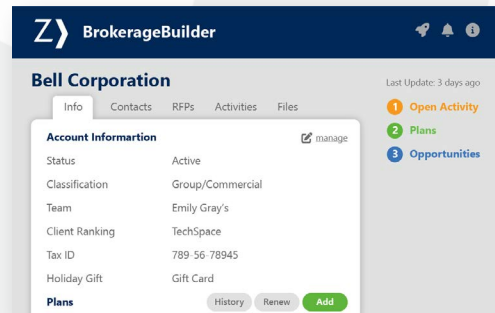 Z BrokerageBuilder
Bell Corporation
Last Update: 3 days ago
Info Contacts RFPs Activities Files
1 Open Activity
Account Informartion manage
2 Plans
Status Active
3 Opportunities
Classification Group/Commercial
Team Emily Gray's
Client Ranking TechSpace
Tax ID 789-56-78945
Holiday Gift Gift Card
Plans History Renew Add